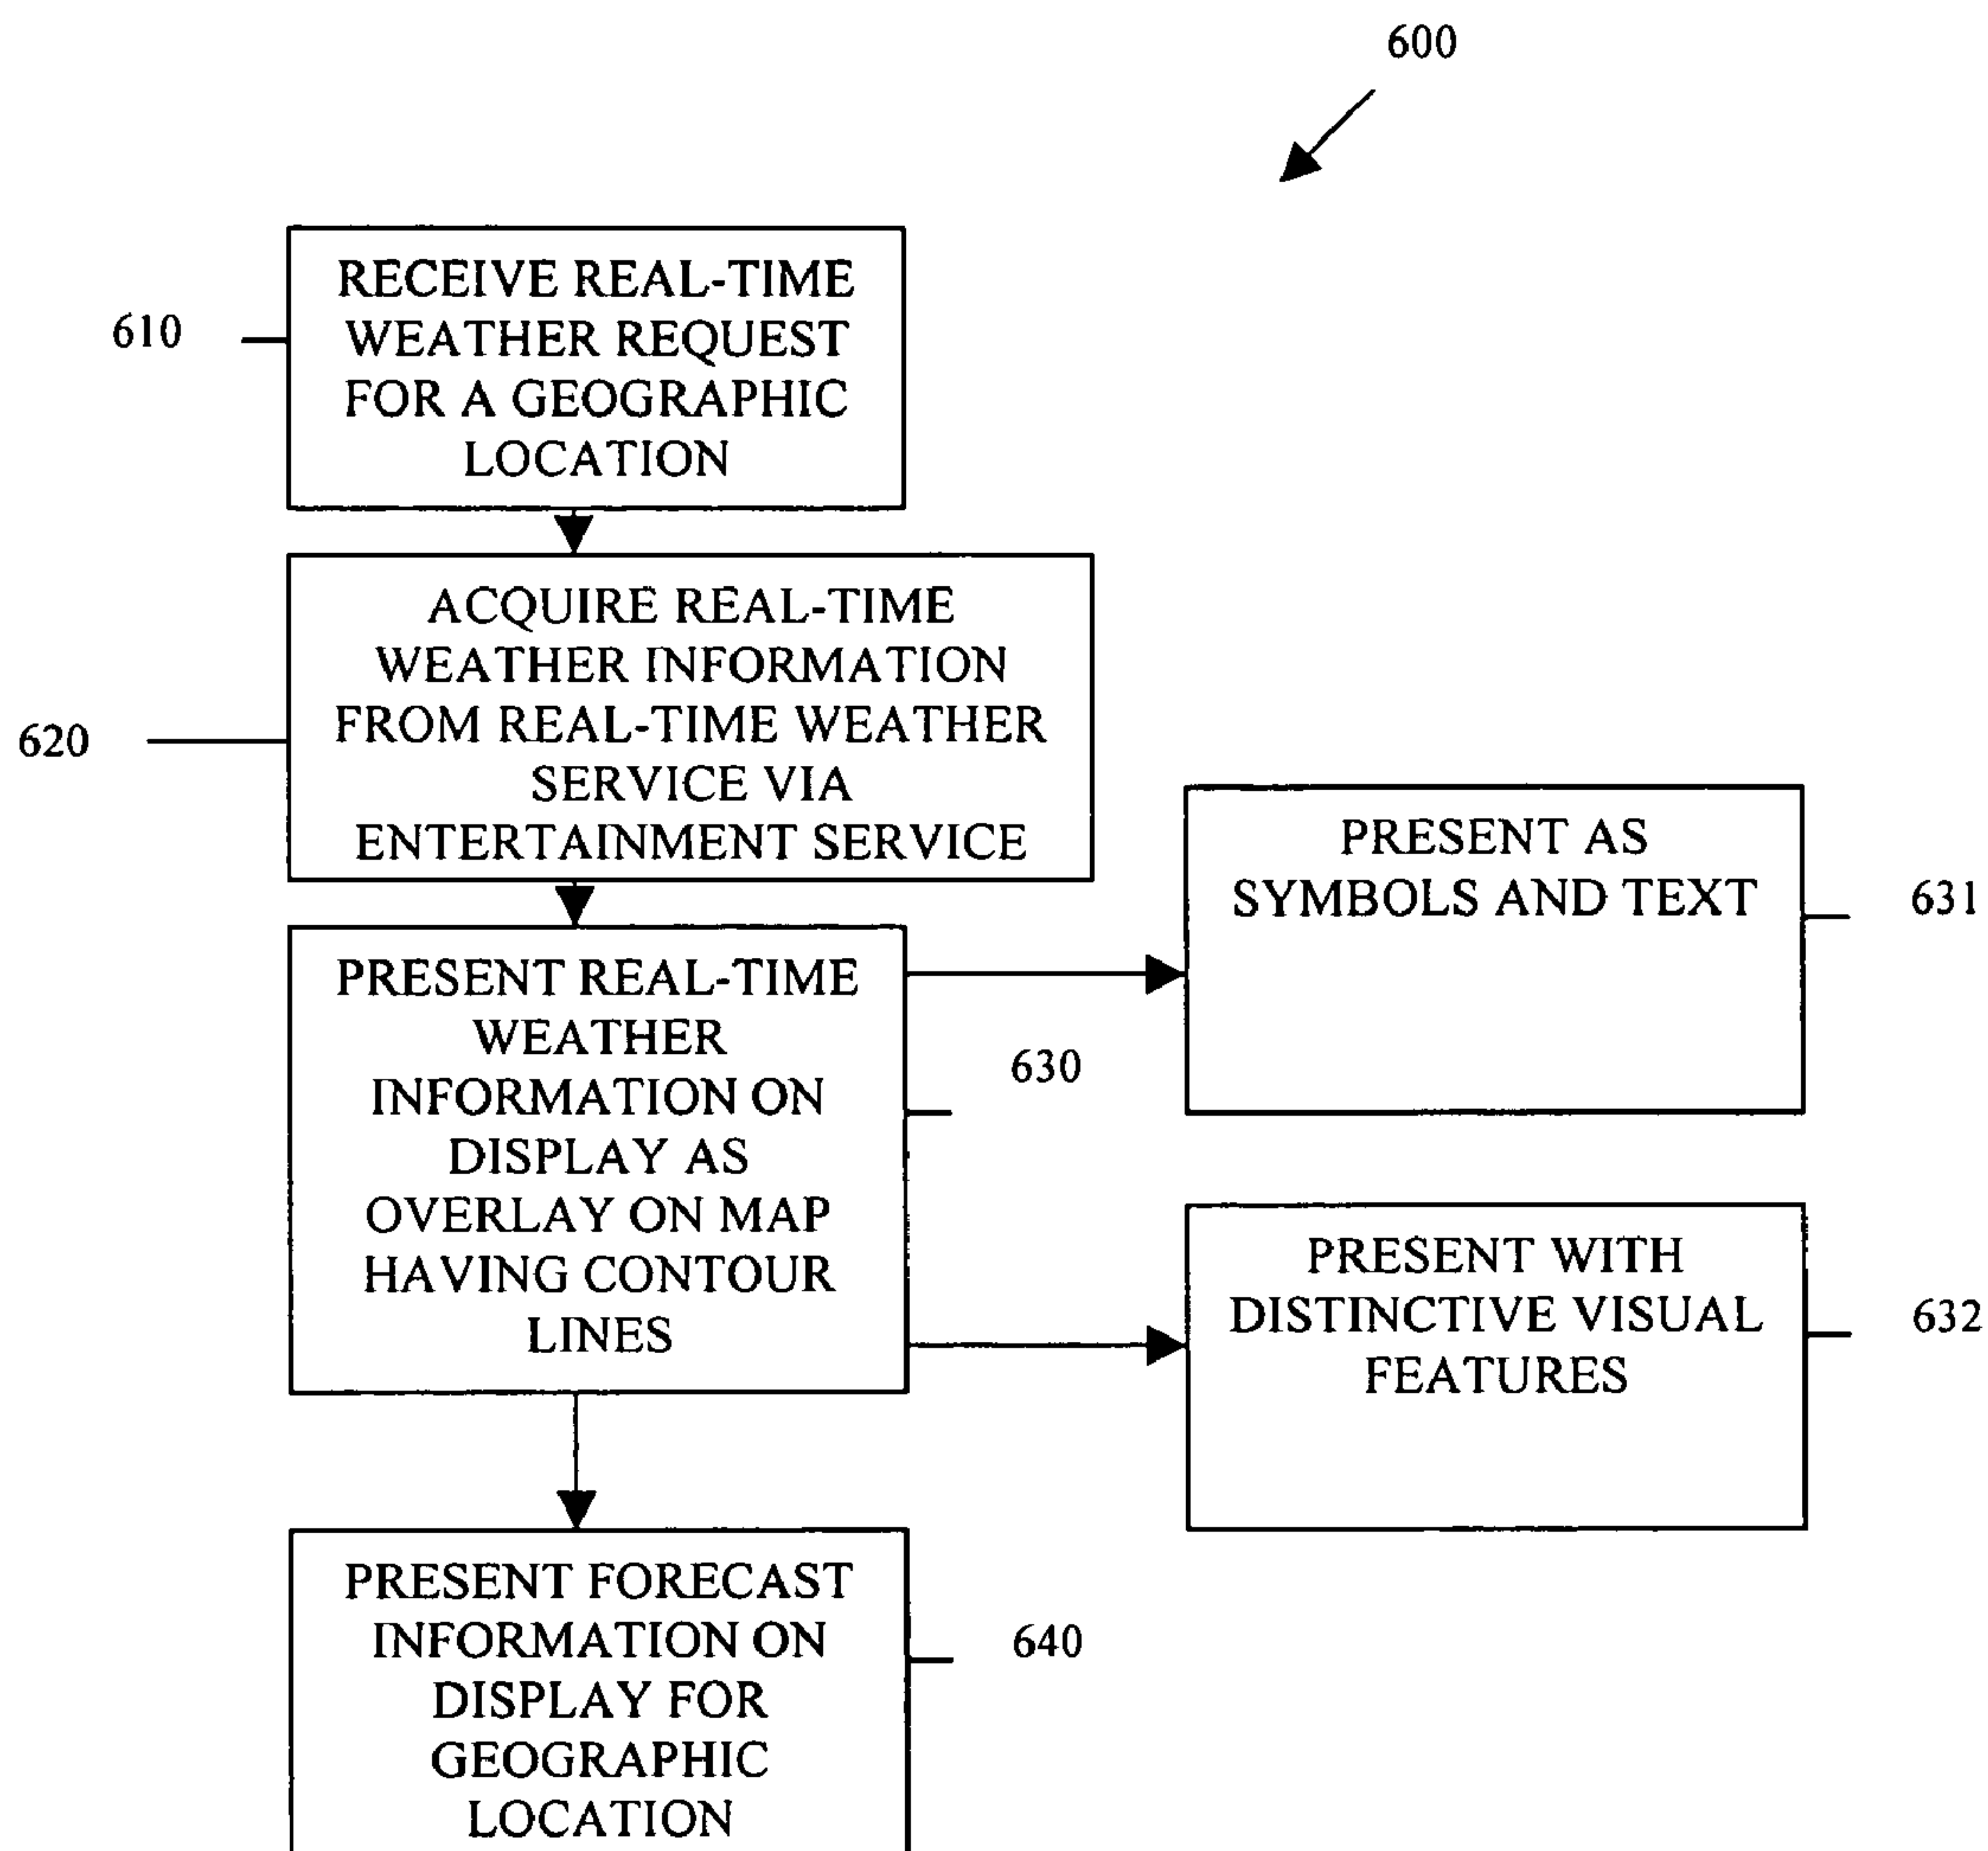 600
610
RECEIVE REAL-TIME
WEATHER REQUEST
FOR A GEOGRAPHIC
LOCATION
620
ACQUIRE REAL-TIME
WEATHER INFORMATION
FROM REAL-TIME WEATHER
SERVICE VIA
ENTERTAINMENT SERVICE
PRESENT REAL-TIME
WEATHER
INFORMATION ON
DISPLAY AS
OVERLAY ON MAP
HAVING CONTOUR
LINES
630
PRESENT AS
SYMBOLS AND TEXT
631
PRESENT WITH
DISTINCTIVE VISUAL
FEATURES
632
PRESENT FORECAST
INFORMATION ON
DISPLAY FOR
GEOGRAPHIC
LOCATION
640